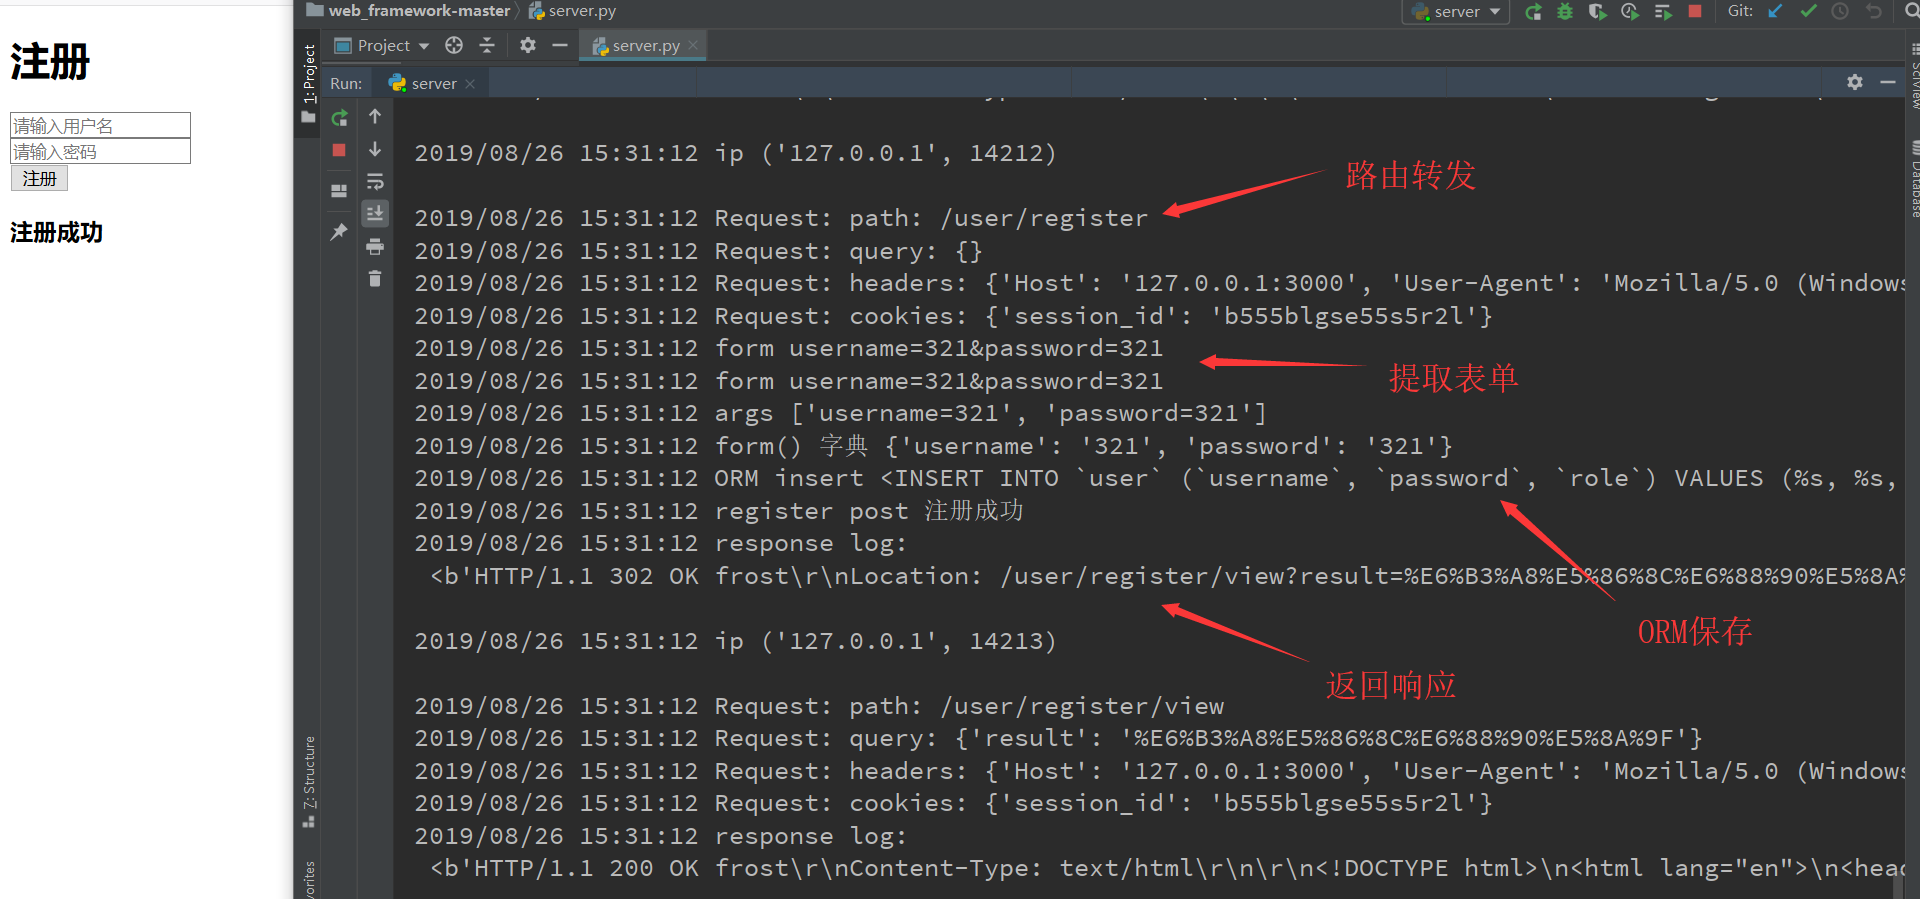 注册
请输入用户名
请输入密码
注册
注册成功
web_framework-master
server.py
server
Git:
1: Project
Project
server.py
Run:
server
2019/08/26 15:31:12 ip ('127.0.0.1', 14212)
路由转发
2019/08/26 15:31:12 Request: path: /user/register
2019/08/26 15:31:12 Request: query: {}
2019/08/26 15:31:12 Request: headers: {'Host': '127.0.0.1:3000', 'User-Agent': 'Mozilla/5.0 (Windows
2019/08/26 15:31:12 Request: cookies: {'session_id': 'b555blgse55s5r2l'}
2019/08/26 15:31:12 form username=321&password=321
提取表单
2019/08/26 15:31:12 form username=321&password=321
2019/08/26 15:31:12 args ['username=321', 'password=321']
2019/08/26 15:31:12 form() 字典 {'username': '321', 'password': '321'}
2019/08/26 15:31:12 ORM insert <INSERT INTO `user` (`username`, `password`, `role`) VALUES (%s, %s,
2019/08/26 15:31:12 register post 注册成功
2019/08/26 15:31:12 response log:
<b'HTTP/1.1 302 OK frost\r\nLocation: /user/register/view?result=%E6%B3%A8%E5%86%8C%E6%88%90%E5%8A%
ORM保存
2019/08/26 15:31:12 ip ('127.0.0.1', 14213)
返回响应
2019/08/26 15:31:12 Request: path: /user/register/view
2019/08/26 15:31:12 Request: query: {'result': '%E6%B3%A8%E5%86%8C%E6%88%90%E5%8A%9F'}
2019/08/26 15:31:12 Request: headers: {'Host': '127.0.0.1:3000', 'User-Agent': 'Mozilla/5.0 (Windows
2019/08/26 15:31:12 Request: cookies: {'session_id': 'b555blgse55s5r2l'}
2019/08/26 15:31:12 response log:
<b'HTTP/1.1 200 OK frost\r\nContent-Type: text/html\r\n\r\n<!DOCTYPE html>\n<html lang="en">\n<head
7: Structure
vorites
SciView
Database